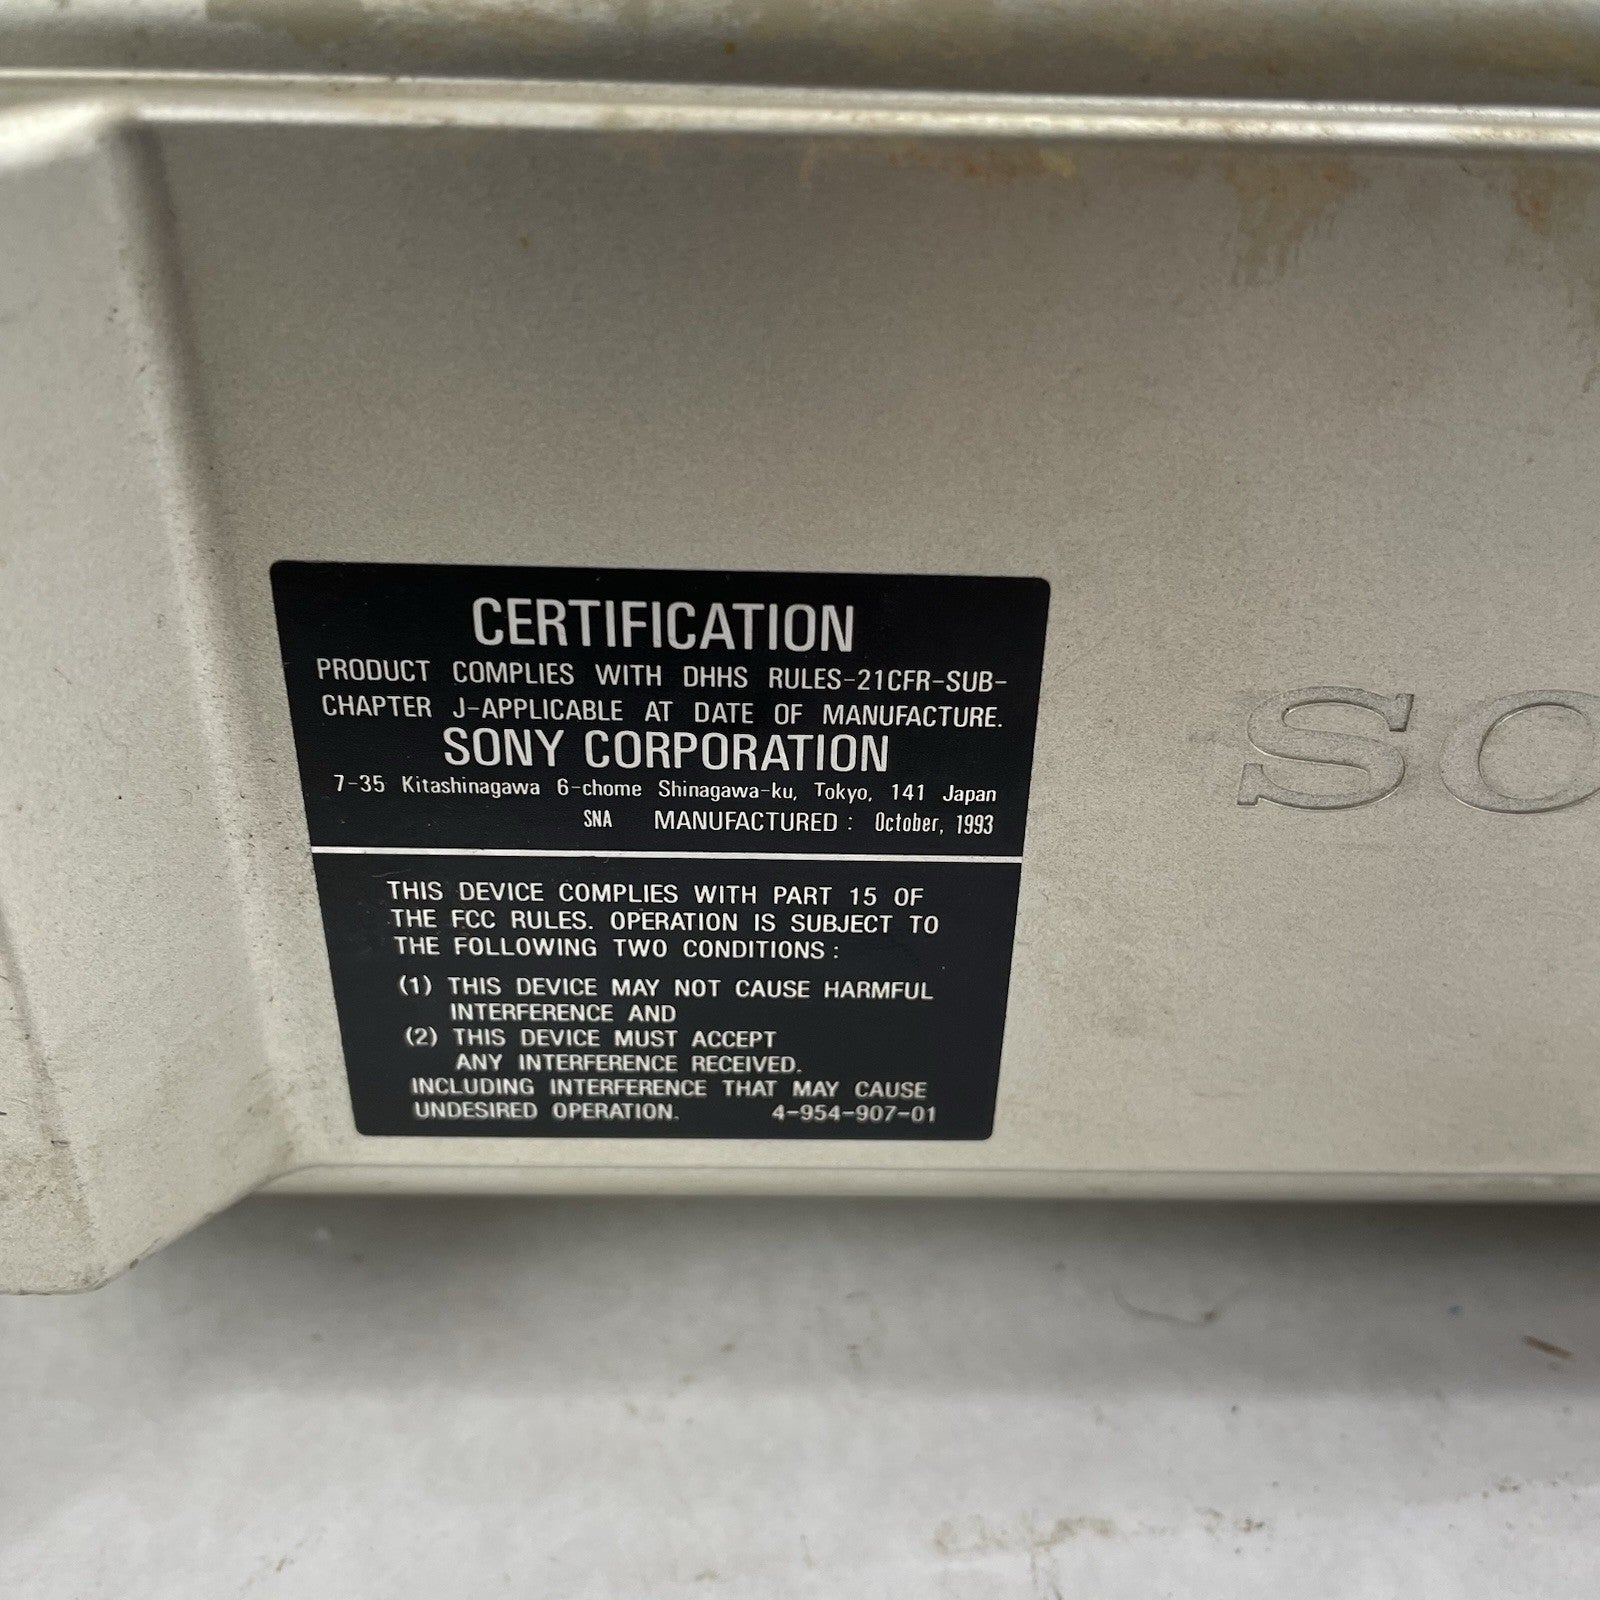 CERTIFICATION
PRODUCT COMPLIES WITH DHHS RULES-21CFR-SUB-
CHAPTER J-APPLICABLE AT DATE OF MANUFACTURE.
SONY CORPORATION
7-35 Kitashinagawa 6-chome Shinagawa-ku, Tokyo, 141 Japan
SNA MANUFACTURED : October, 1993
THIS DEVICE COMPLIES WITH PART 15 OF
THE FCC RULES. OPERATION IS SUBJECT TO
THE FOLLOWING TWO CONDITIONS :
(1) THIS DEVICE MAY NOT CAUSE HARMFUL
INTERFERENCE AND
(2) THIS DEVICE MUST ACCEPT
ANY INTERFERENCE RECEIVED.
INCLUDING INTERFERENCE THAT MAY CAUSE
UNDESIRED OPERATION. 4-954-907-01
SO